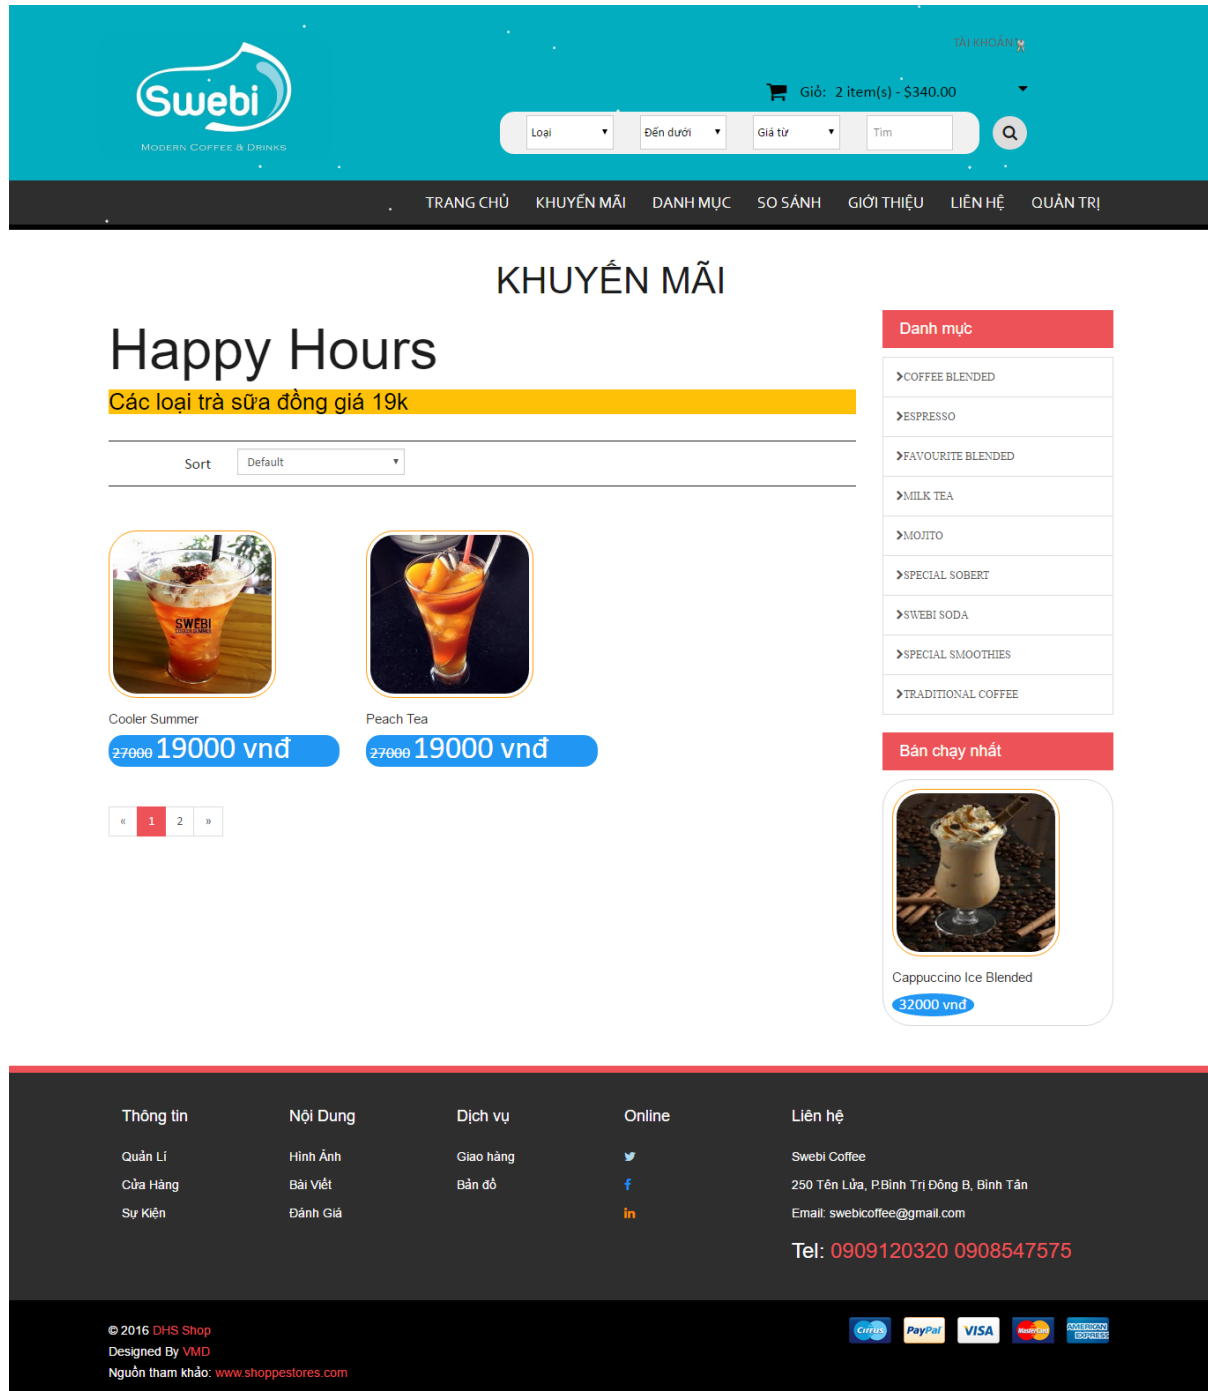 TÀI KHOẢN
Swebi
MODERN COFFEE & DRINKS
Giỏ: 2 item(s) - $340.00
Loại
Đến dưới
Giá từ
Tìm
TRANG CHỦ KHUYẾN MÃI DANH MỤC SO SÁNH GIỚI THIỆU LIÊN HỆ QUẢN TRỊ
KHUYẾN MÃI
Happy Hours
Các loại trà sữa đồng giá 19k
Sort Default
SWEBI
COOLER SUMMER
Cooler Summer
27000 19000 vnđ
Peach Tea
27000 19000 vnđ
« 1 2 »
Danh mục
COFFEE BLENDED
ESPRESSO
FAVOURITE BLENDED
MILK TEA
MOJITO
SPECIAL SOBERT
SWEBI SODA
SPECIAL SMOOTHIES
TRADITIONAL COFFEE
Bán chạy nhất
Cappuccino Ice Blended
32000 vnđ
Thông tin
Quản Lí
Cửa Hàng
Sự Kiện
Nội Dung
Hình Ảnh
Bài Viết
Đánh Giá
Dịch vụ
Giao hàng
Bản đồ
Online
Liên hệ
Swebi Coffee
250 Tên Lửa, P.Bình Trị Đông B, Bình Tân
Email: swebicoffee@gmail.com
Tel: 0909120320 0908547575
© 2016 DHS Shop
Designed By VMD
Nguồn tham khảo: www.shoppestores.com
Cirrus PayPal VISA MasterCard AMERICAN EXPRESS